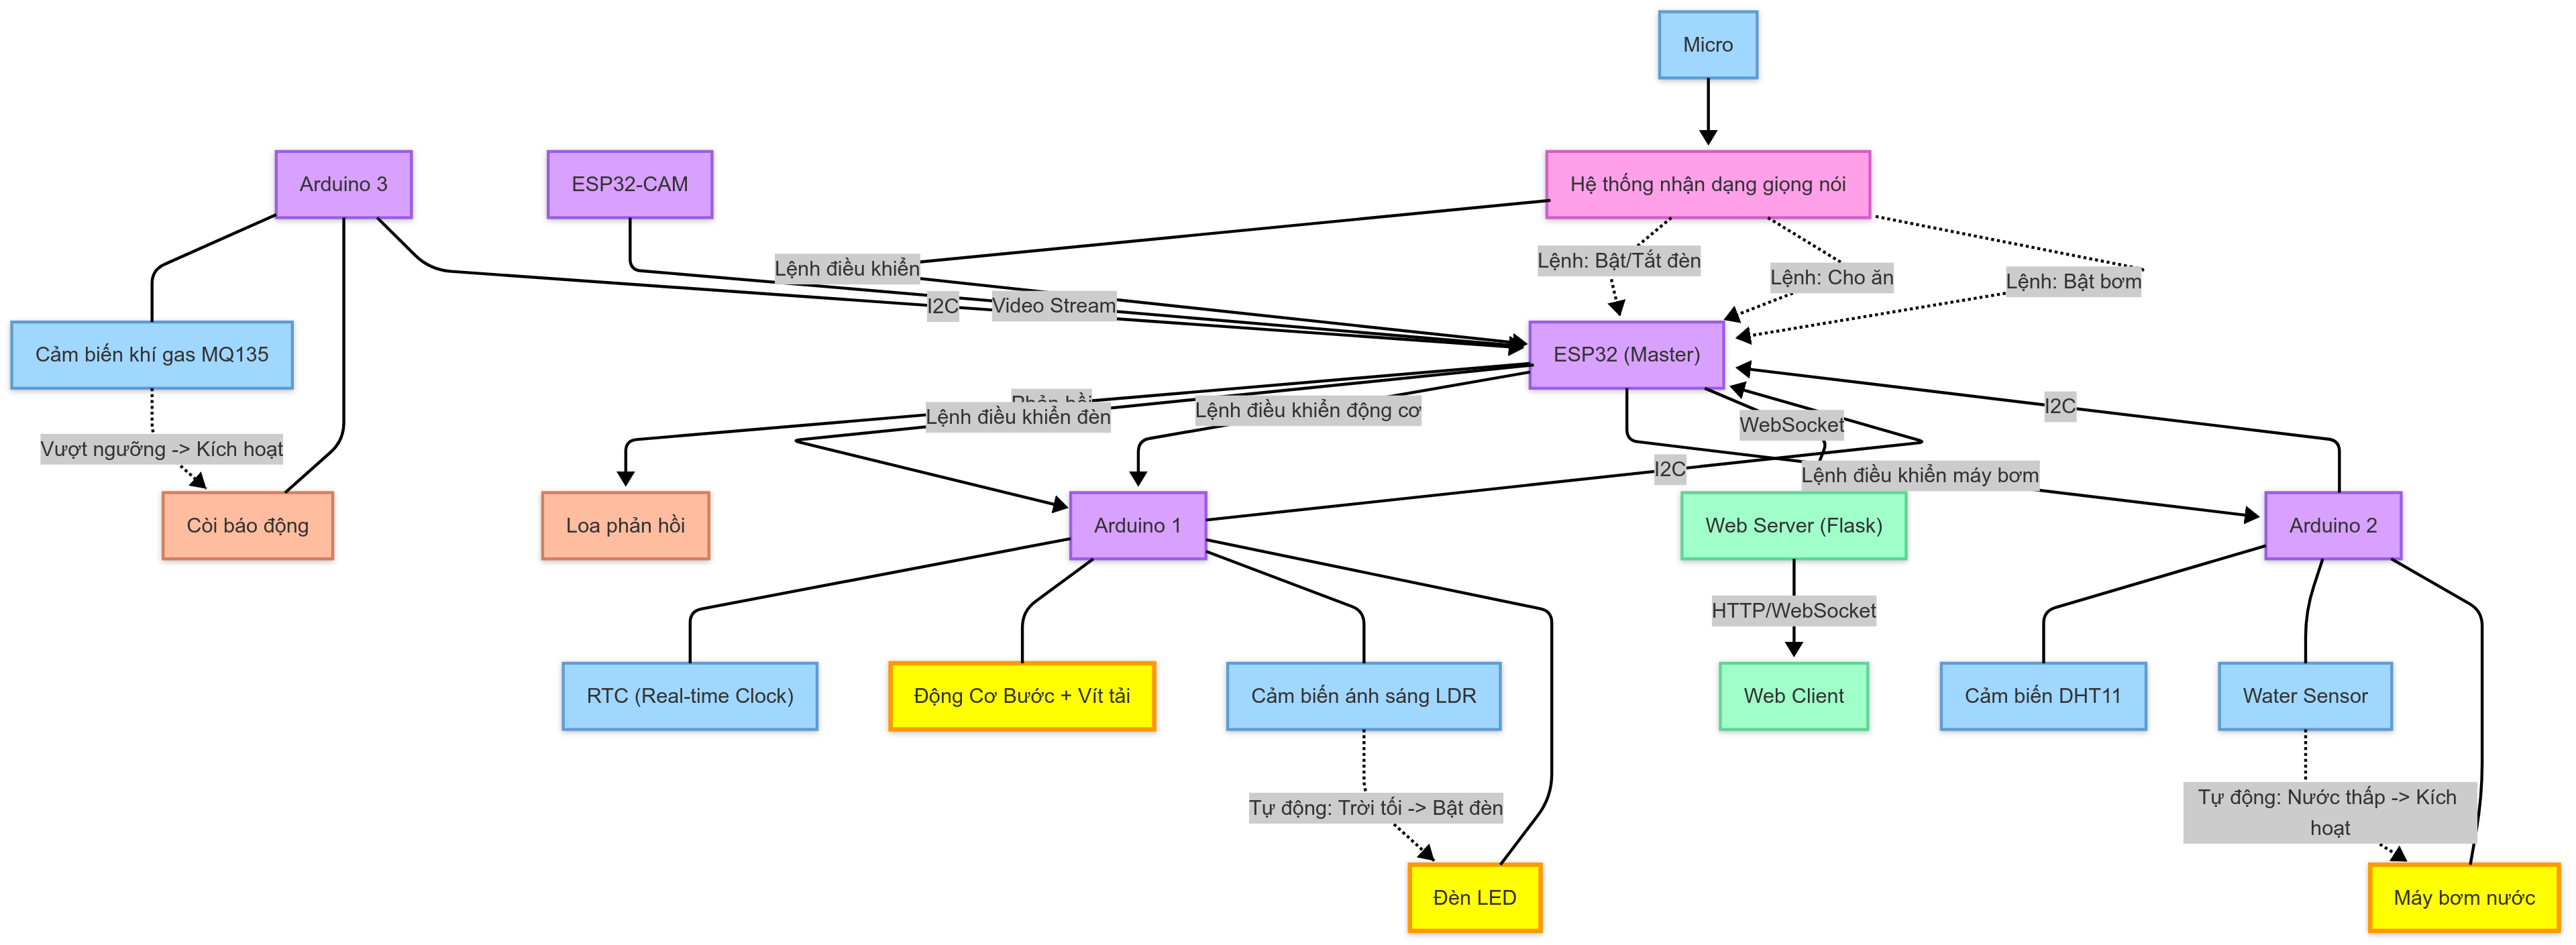 Micro
Arduino 3
ESP32-CAM
Hệ thống nhận dạng giọng nói
Lệnh điều khiển
Lệnh: Bật/Tắt đèn
Lệnh: Cho ăn
Lệnh: Bật bơm
I2C
Video Stream
Cảm biến khí gas MQ135
ESP32 (Master)
Lệnh điều khiển đèn
Lệnh điều khiển động cơ
WebSocket
I2C
Vượt ngưỡng -> Kích hoạt
I2C
Lệnh điều khiển máy bơm
Còi báo động
Loa phản hồi
Arduino 1
Web Server (Flask)
Arduino 2
HTTP/WebSocket
RTC (Real-time Clock)
Động Cơ Bước + Vít tải
Cảm biến ánh sáng LDR
Web Client
Cảm biến DHT11
Water Sensor
Tự động: Trời tối -> Bật đèn
Tự động: Nước thấp -> Kích
hoạt
Đèn LED
Máy bơm nước